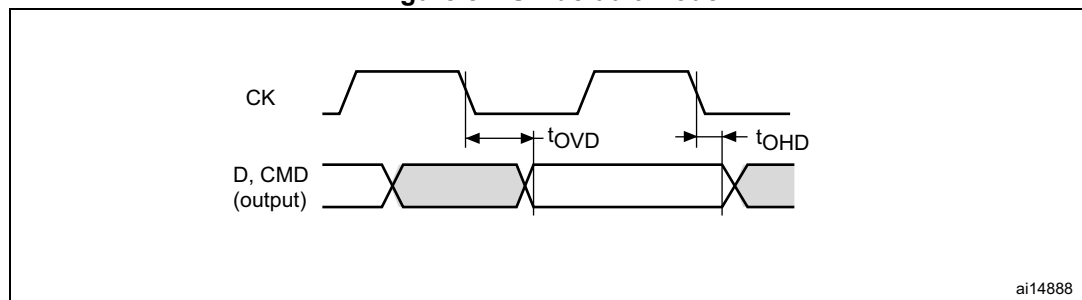 CK
tOVD
tOHD
D, CMD
(output)
ai14888